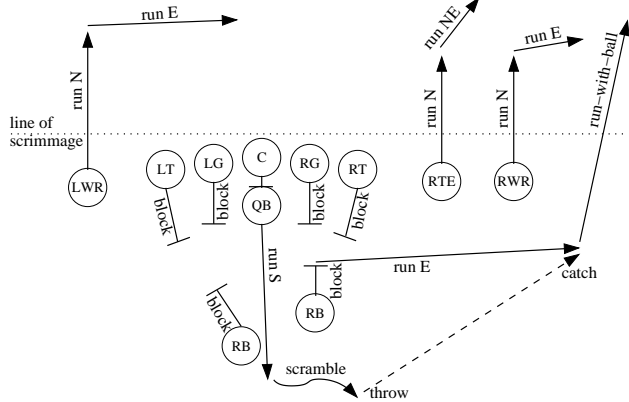 run E
run NE
run E
run N
run N
run N
run−with−ball
line of
scrimmage
LT
LG
C
RG
RT
LWR
RTE
RWR
QB
block
block
block
block
run S
run E
block
catch
block
RB
RB
scramble
throw